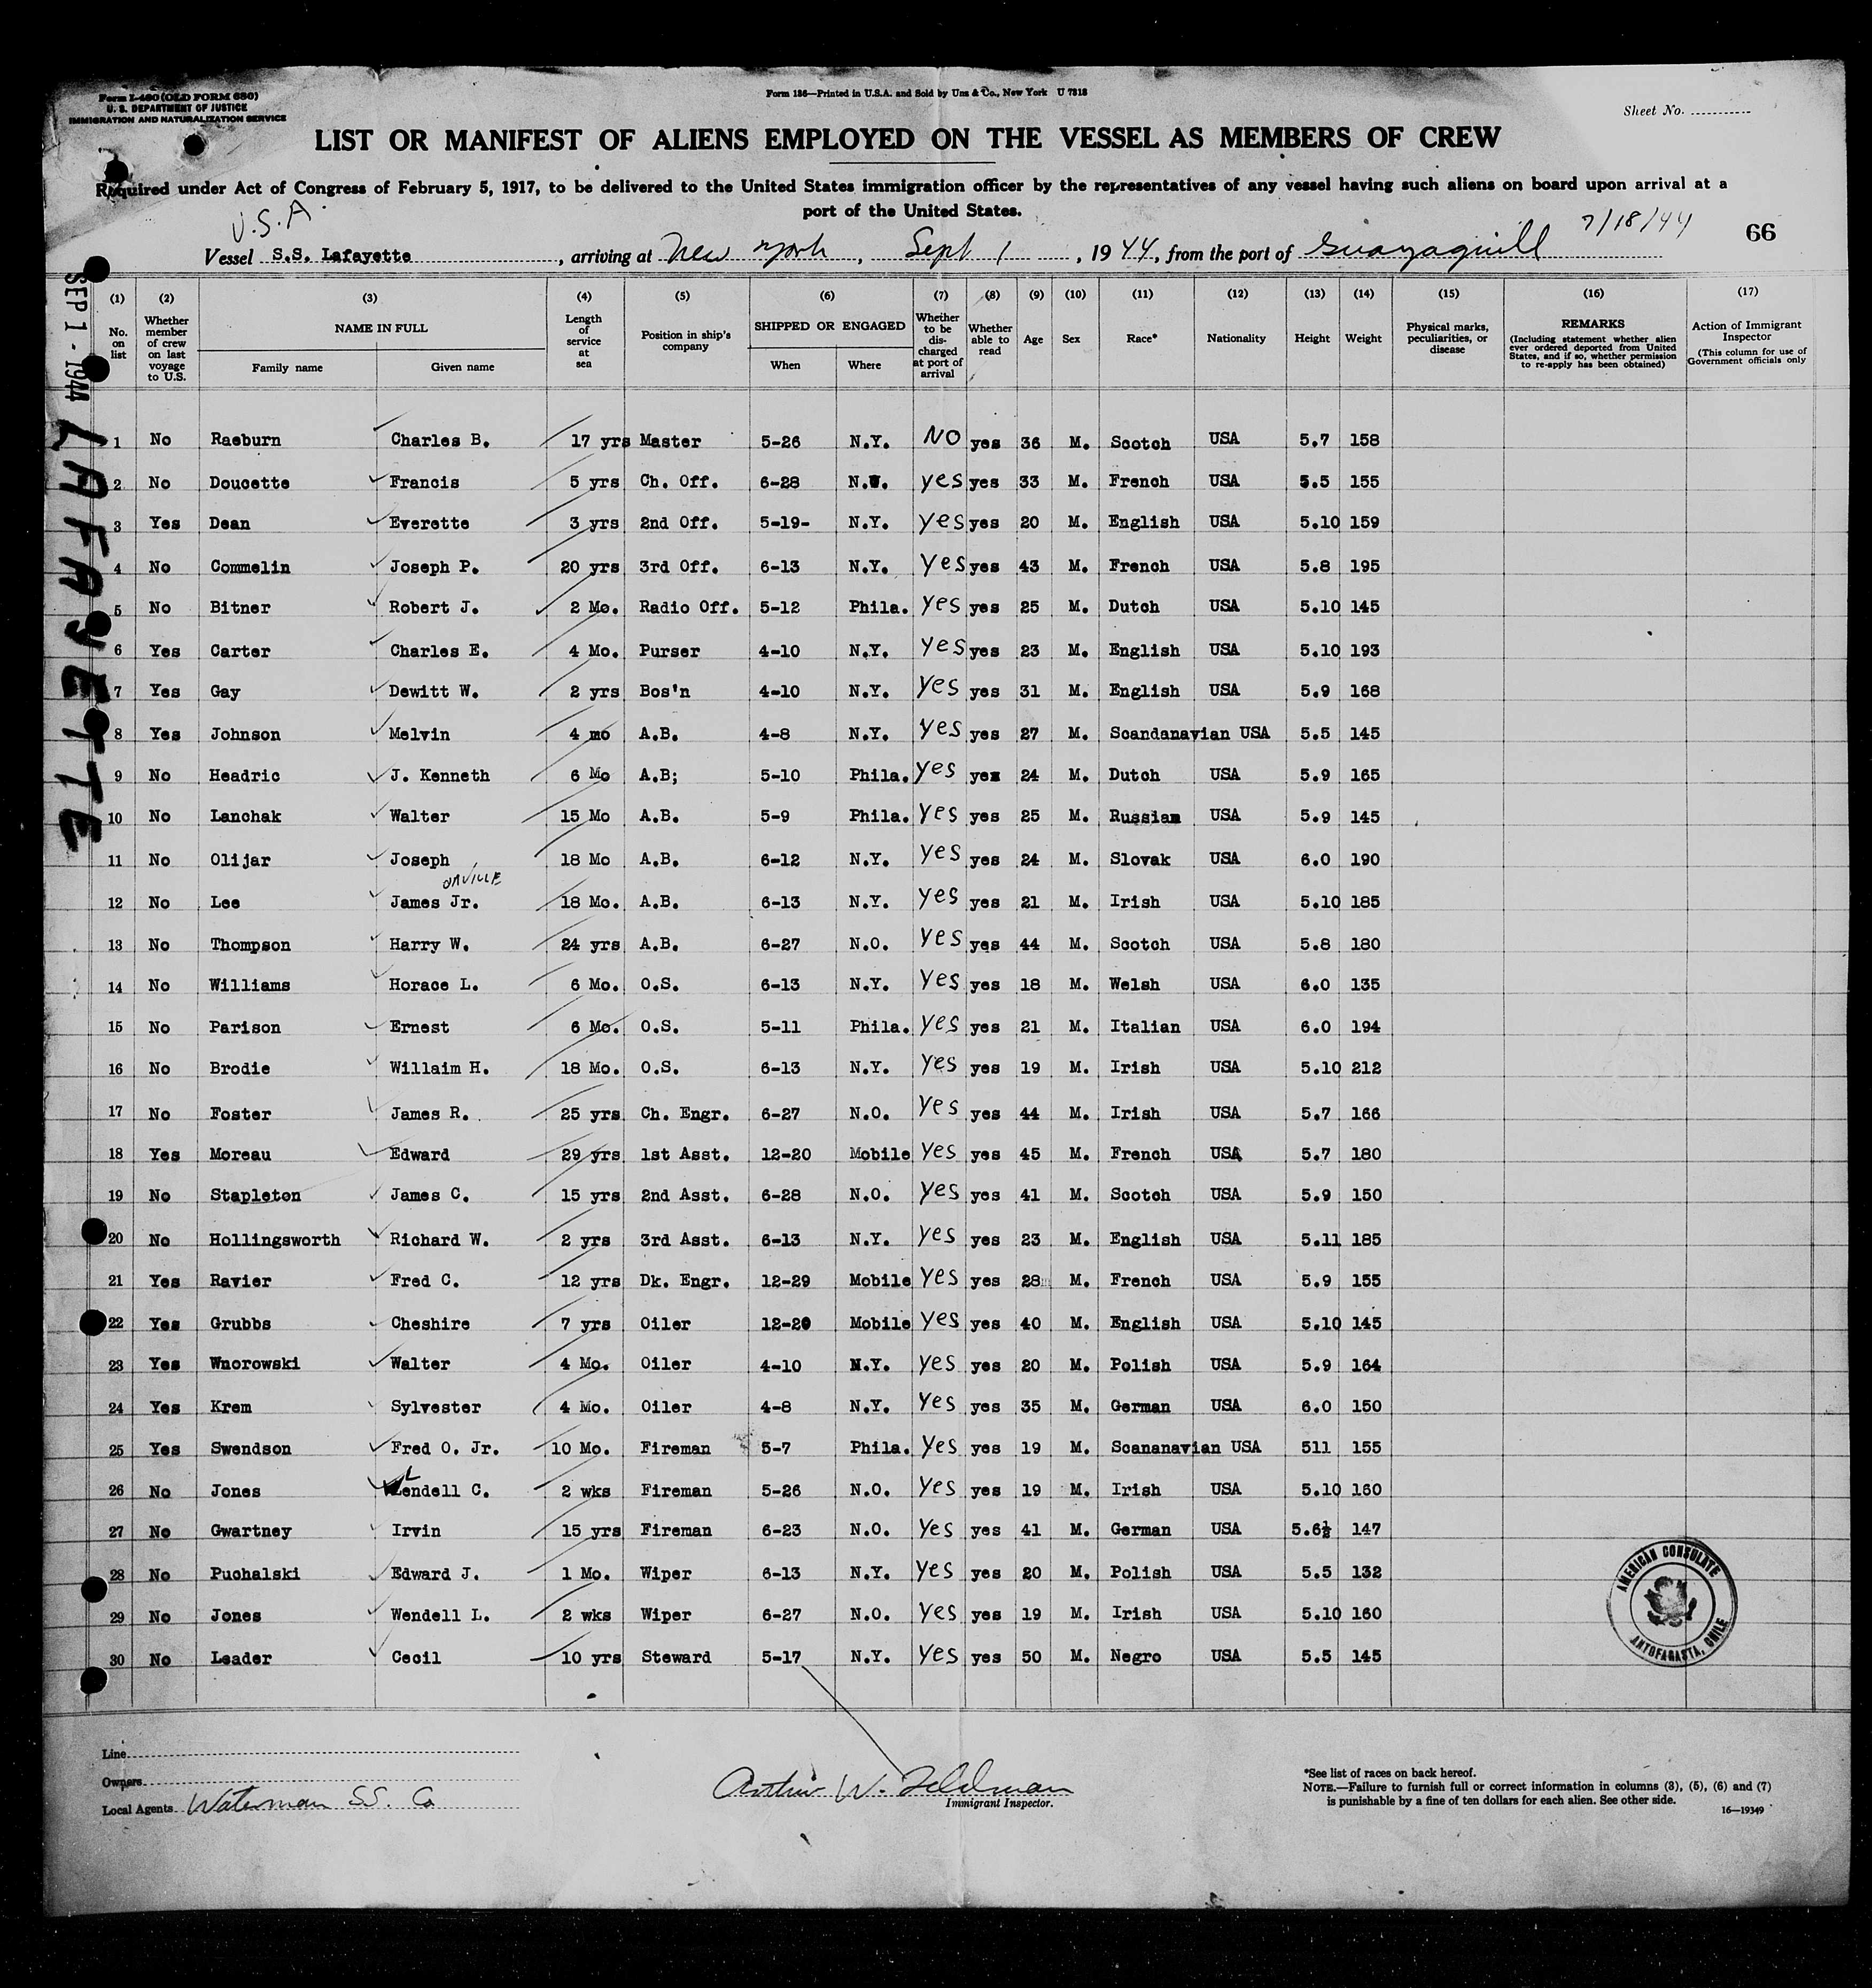 Form I-480 (OLD FORM 680)
U. S. DEPARTMENT OF JUSTICE
IMMIGRATION AND NATURALIZATION SERVICE
Form 136—Printed in U.S.A. and Sold by Unz & Co., New York U 7318
Sheet No.
LIST OR MANIFEST OF ALIENS EMPLOYED ON THE VESSEL AS MEMBERS OF CREW
Required under Act of Congress of February 5, 1917, to be delivered to the United States immigration officer by the representatives of any vessel having such aliens on board upon arrival at a
port of the United States.
U.S.A.
7/18/44
66
Vessel S.S. Lafayette, arriving at New York, Sept 1, 1944, from the port of Guayaquill
SEP 1 - 1944
LAFAYETTE
(1) No. on list
(2) Whether member of crew on last voyage to U.S.
(3) NAME IN FULL Family name Given name
(4) Length of service at sea
(5) Position in ship's company
(6) SHIPPED OR ENGAGED When Where
(7) Whether to be discharged at port of arrival
(8) Whether able to read
(9) Age
(10) Sex
(11) Race*
(12) Nationality
(13) Height
(14) Weight
(15) Physical marks, peculiarities, or disease
(16) REMARKS (Including statement whether alien ever ordered deported from United States, and if so, whether permission to re-apply has been obtained)
(17) Action of Immigrant Inspector (This column for use of Government officials only
1 No Raeburn Charles B. 17 yrs Master 5-26 N.Y. NO yes 36 M. Scotch USA 5.7 158
2 No Doucette Francis 5 yrs Ch. Off. 6-28 N. yes yes 33 M. French USA 5.5 155
3 Yes Dean Everette 3 yrs 2nd Off. 5-19- N.Y. yes yes 20 M. English USA 5.10 159
4 No Commelin Joseph P. 20 yrs 3rd Off. 6-13 N.Y. yes yes 43 M. French USA 5.8 195
5 No Bitner Robert J. 2 Mo. Radio Off. 5-12 Phila. yes yes 25 M. Dutch USA 5.10 145
6 Yes Carter Charles E. 4 Mo. Purser 4-10 N.Y. yes yes 23 M. English USA 5.10 193
7 Yes Gay Dewitt W. 2 yrs Bos'n 4-10 N.Y. yes yes 31 M. English USA 5.9 168
8 Yes Johnson Melvin 4 mo A.B. 4-8 N.Y. yes yes 27 M. Scandanavian USA 5.5 145
9 No Headric J. Kenneth 6 Mo A.B; 5-10 Phila. yes yes 24 M. Dutch USA 5.9 165
10 No Lanchak Walter 15 Mo A.B. 5-9 Phila. yes yes 25 M. Russian USA 5.9 145
11 No Olijar Joseph 18 Mo A.B. 6-12 N.Y. yes yes 24 M. Slovak USA 6.0 190
ORVILLE
12 No Lee James Jr. 18 Mo. A.B. 6-13 N.Y. yes yes 21 M. Irish USA 5.10 185
13 No Thompson Harry W. 24 yrs A.B. 6-27 N.O. yes yes 44 M. Scotch USA 5.8 180
14 No Williams Horace L. 6 Mo. O.S. 6-13 N.Y. yes yes 18 M. Welsh USA 6.0 135
15 No Parison Ernest 6 Mo. O.S. 5-11 Phila. yes yes 21 M. Italian USA 6.0 194
16 No Brodie Willaim H. 18 Mo. O.S. 6-13 N.Y. yes yes 19 M. Irish USA 5.10 212
17 No Foster James R. 25 yrs Ch. Engr. 6-27 N.O. yes yes 44 M. Irish USA 5.7 166
18 Yes Moreau Edward 29 yrs 1st Asst. 12-20 Mobile yes yes 45 M. French USA 5.7 180
19 No Stapleton James C. 15 yrs 2nd Asst. 6-28 N.O. yes yes 41 M. Scotch USA 5.9 150
20 No Hollingsworth Richard W. 2 yrs 3rd Asst. 6-13 N.Y. yes yes 23 M. English USA 5.11 185
21 Yes Ravier Fred C. 12 yrs Dk. Engr. 12-29 Mobile yes yes 28 M. French USA 5.9 155
22 Yes Grubbs Cheshire 7 yrs Oiler 12-20 Mobile yes yes 40 M. English USA 5.10 145
23 Yes Wnorowski Walter 4 Mo. Oiler 4-10 N.Y. yes yes 20 M. Polish USA 5.9 164
24 Yes Krem Sylvester 4 Mo. Oiler 4-8 N.Y. yes yes 35 M. German USA 6.0 150
25 Yes Swendson Fred O. Jr. 10 Mo. Fireman 5-7 Phila. yes yes 19 M. Scananavian USA 511 155
26 No Jones Lendell C. 2 wks Fireman 5-26 N.O. yes yes 19 M. Irish USA 5.10 160
27 No Gwartney Irvin 15 yrs Fireman 6-23 N.O. yes yes 41 M. German USA 5.6½ 147
28 No Puchalski Edward J. 1 Mo. Wiper 6-13 N.Y. yes yes 20 M. Polish USA 5.5 132
29 No Jones Wendell L. 2 wks Wiper 6-27 N.O. yes yes 19 M. Irish USA 5.10 160
30 No Leader Cecil 10 yrs Steward 5-17 N.Y. yes yes 50 M. Negro USA 5.5 145
AMERICAN CONSULATE
ANTOFAGASTA, CHILE
Line
Owners
Local Agents Waterman SS. Co
Arthur W. Feldman
Immigrant Inspector.
*See list of races on back hereof.
NOTE.—Failure to furnish full or correct information in columns (3), (5), (6) and (7)
is punishable by a fine of ten dollars for each alien. See other side.
16—19349